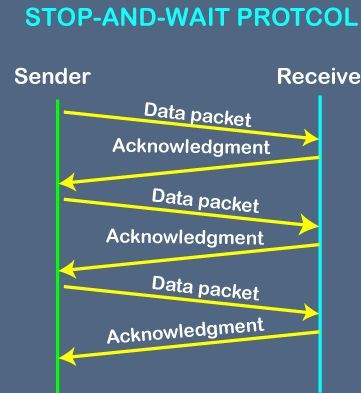 STOP-AND-WAIT PROTCOL
Sender Receive
Data packet
Acknowledgment
Data packet
Acknowledgment
Data packet
Acknowledgment